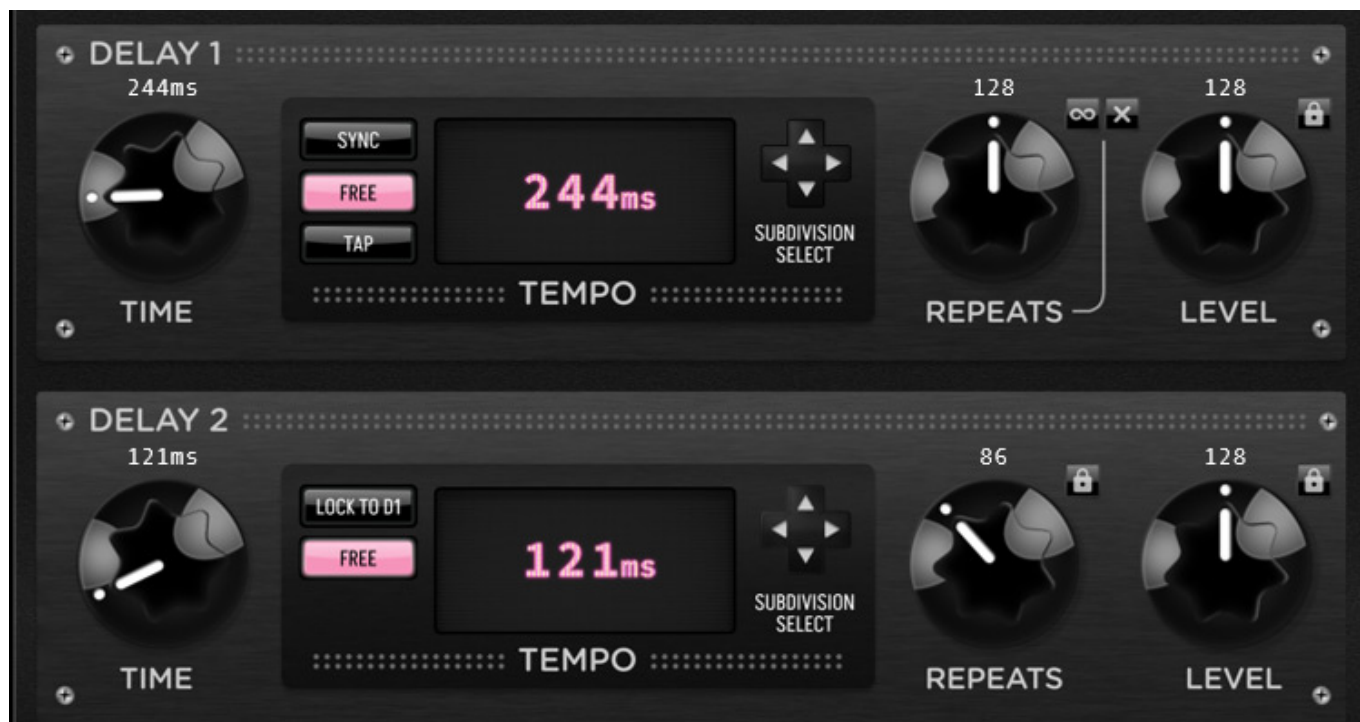 DELAY 1
244ms
128
128
SYNC
FREE
TAP
244ms
SUBDIVISION
SELECT
TEMPO
TIME
REPEATS
LEVEL
DELAY 2
121ms
86
128
LOCK TO D1
FREE
121ms
SUBDIVISION
SELECT
TEMPO
TIME
REPEATS
LEVEL